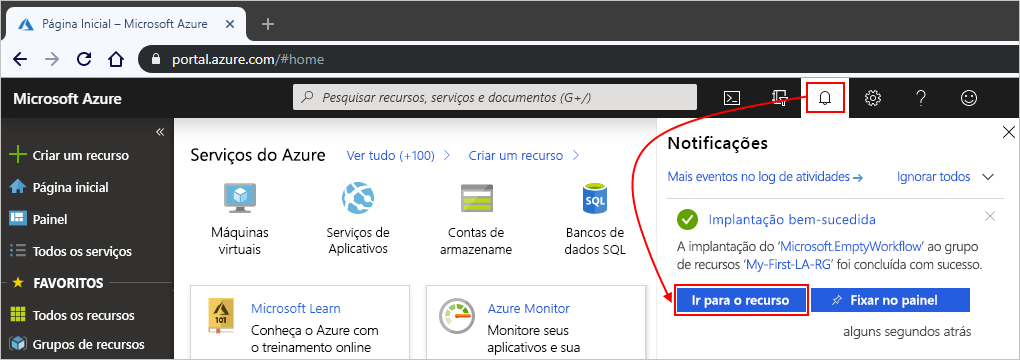 Página Inicial – Microsoft Azure
portal.azure.com/#home
Microsoft Azure
Pesquisar recursos, serviços e documentos (G+/)
Criar um recurso
Página inicial
Painel
Todos os serviços
FAVORITOS
Todos os recursos
Grupos de recursos
Serviços do Azure
Ver tudo (+100)
Criar um recurso
Máquinas
virtuais
Serviços de
Aplicativos
Contas de
armazename
SQL
Bancos de
dados SQL
101
Microsoft Learn
Conheça o Azure com
o treinamento online
Azure Monitor
Monitore seus
aplicativos e sua
Notificações
Mais eventos no log de atividades
Ignorar todos
Implantação bem-sucedida
A implantação do ‘Microsoft.EmptyWorkflow’ ao grupo
de recursos ‘My-First-LA-RG’ foi concluída com sucesso.
Ir para o recurso
Fixar no painel
alguns segundos atrás